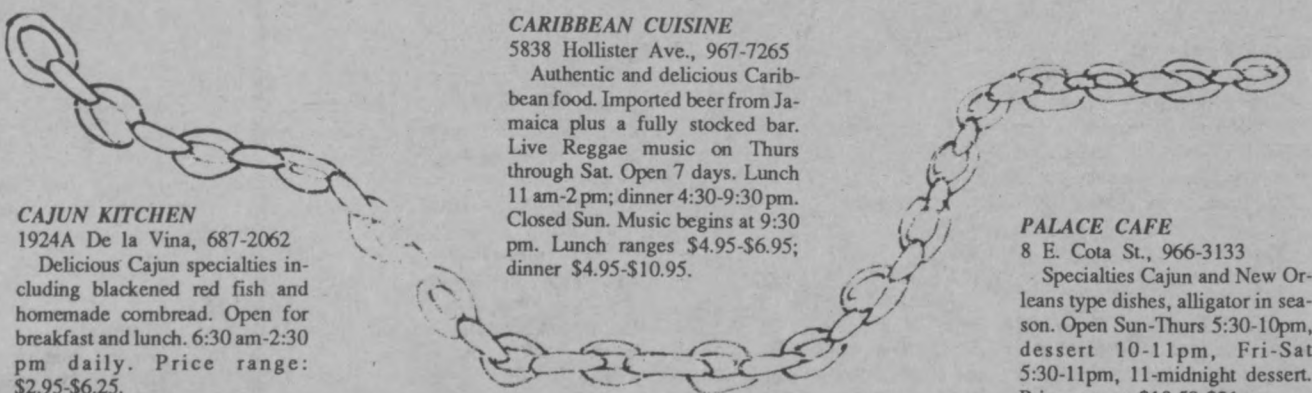 CARIBBEAN CUISINE
5838 Hollister Ave., 967-7265
Authentic and delicious Carib-
bean food. Imported beer from Ja-
maica plus a fully stocked bar.
Live Reggae music on Thurs
through Sat. Open 7 days. Lunch
11 am-2 pm; dinner 4:30-9:30 pm.
Closed Sun. Music begins at 9:30
pm. Lunch ranges $4.95-$6.95;
dinner $4.95-$10.95.
CAJUN KITCHEN
1924A De la Vina, 687-2062
Delicious Cajun specialties in-
cluding blackened red fish and
homemade cornbread. Open for
breakfast and lunch. 6:30 am-2:30
pm daily. Price range:
$2.95-$6.25.
PALACE CAFE
8 E. Cota St., 966-3133
Specialties Cajun and New Or-
leans type dishes, alligator in sea-
son. Open Sun-Thurs 5:30-10pm,
dessert 10-11pm, Fri-Sat
5:30-11pm, 11-midnight dessert.